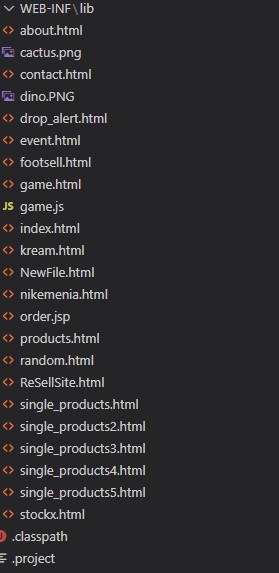 WEB-INF\lib
about.html
cactus.png
contact.html
dino.PNG
drop_alert.html
event.html
footsell.html
game.html
JS game.js
index.html
kream.html
NewFile.html
nikemenia.html
order.jsp
products.html
random.html
ReSellSite.html
single_products.html
single_products2.html
single_products3.html
single_products4.html
single_products5.html
stockx.html
.classpath
.project